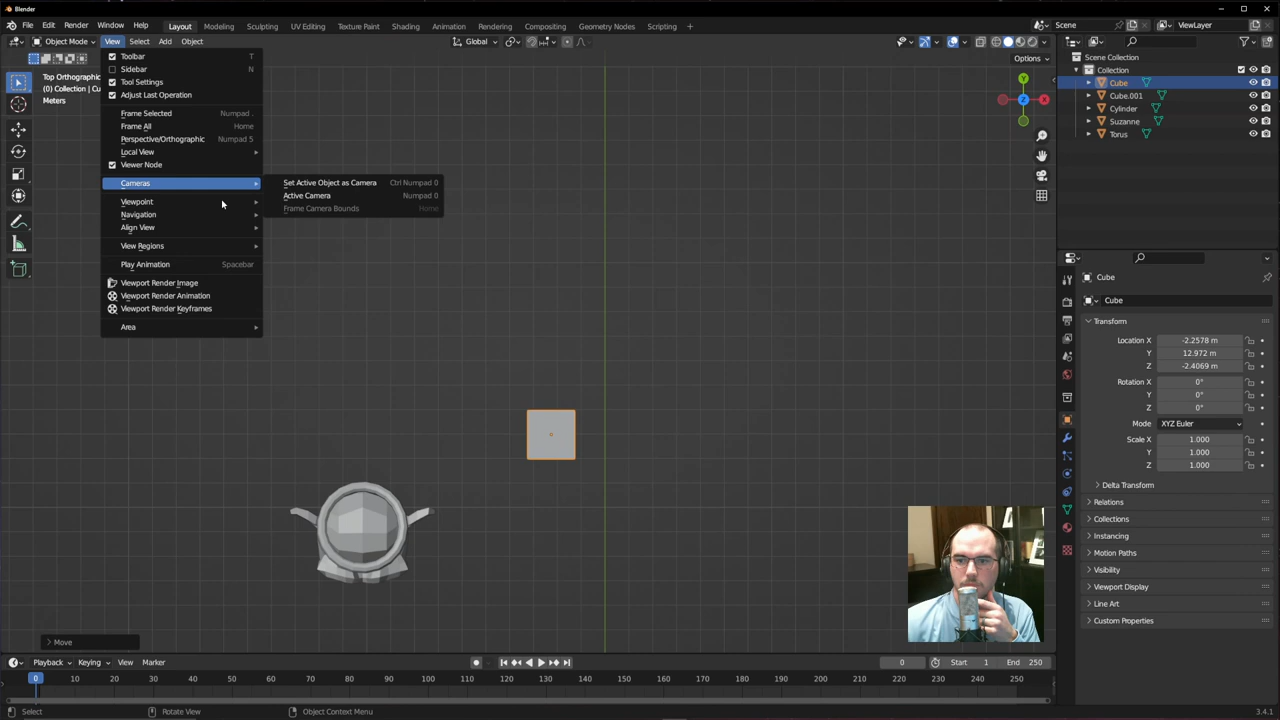 Blender
File Edit Render Window Help Layout Modeling Sculpting UV Editing Texture Paint Shading Animation Rendering Compositing Geometry Nodes Scripting Scene ViewLayer
Object Mode View Select Add Object Global
Options
Toolbar T
Sidebar N
Tool Settings
Adjust Last Operation
Frame Selected Numpad .
Frame All Home
Perspective/Orthographic Numpad 5
Local View
Viewer Node
Cameras
Viewpoint
Navigation
Align View
View Regions
Play Animation Spacebar
Viewport Render Image
Viewport Render Animation
Viewport Render Keyframes
Area
Set Active Object as Camera Ctrl Numpad 0
Active Camera Numpad 0
Frame Camera Bounds Home
Top Orthographic
(0) Collection | Cu
Meters
Y
Z
X
Move
Scene Collection
Collection
Cube
Cube.001
Cylinder
Suzanne
Torus
Cube
Cube
Transform
Location X -2.2578 m
Y 12.972 m
Z -2.4069 m
Rotation X 0°
Y 0°
Z 0°
Mode XYZ Euler
Scale X 1.000
Y 1.000
Z 1.000
Delta Transform
Relations
Collections
Instancing
Motion Paths
Visibility
Viewport Display
Line Art
Custom Properties
Playback Keying View Marker 0 Start 1 End 250
0 10 20 30 40 50 60 70 80 90 100 110 120 130 140 150 160 170 180 190 200 210 220 230 240 250
Select Rotate View Object Context Menu 3.4.1